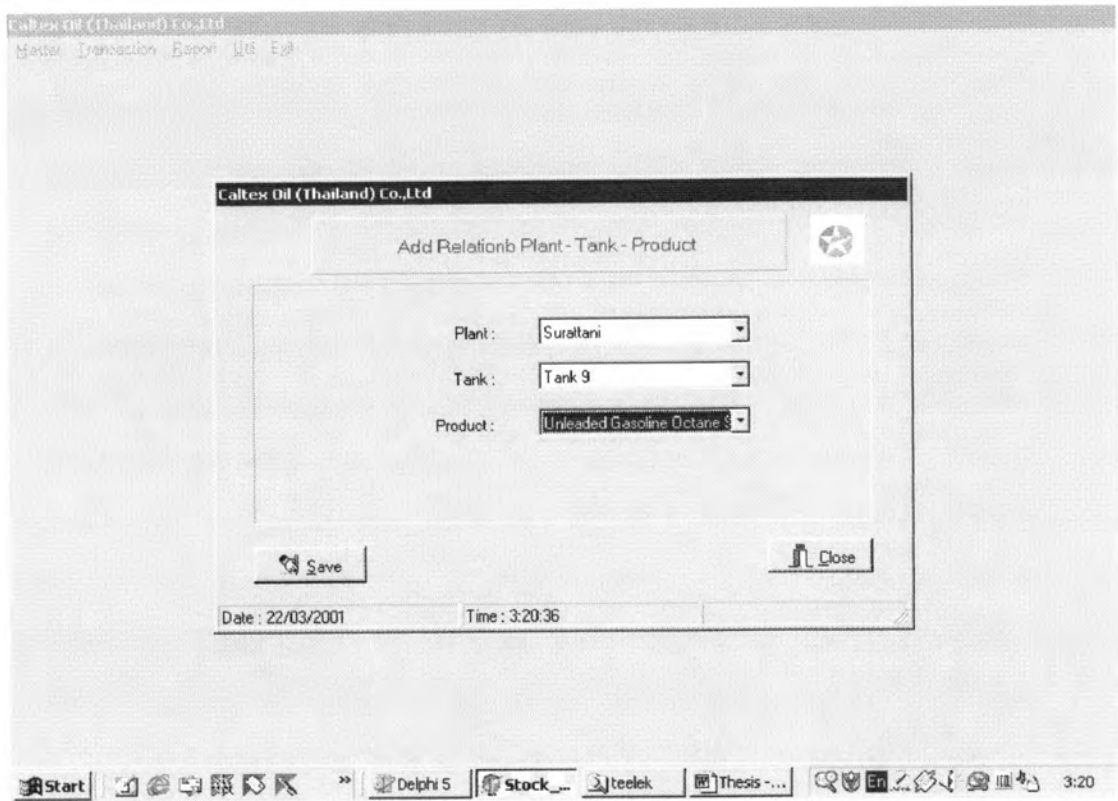 Caltex Oil (Thailand) Co.,Ltd
Master Transaction Report Util Exit
Caltex Oil (Thailand) Co.,Ltd
Add Relationb Plant - Tank - Product
Plant : Surattani
Tank : Tank 9
Product : Unleaded Gasoline Octane 9
Save Close
Date : 22/03/2001 Time : 3:20:36
Start » Delphi 5 Stock_... teelek Thesis -... En 3:20